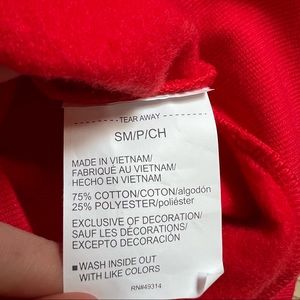 TEAR AWAY
SM/P/CH
MADE IN VIETNAM/
FABRIQUÉ AU VIETNAM/
HECHO EN VIETNAM
75% COTTON/COTON/algodón
25% POLYESTER/poliéster
EXCLUSIVE OF DECORATION/
SAUF LES DÉCORATIONS/
EXCEPTO DECORACIÓN
■ WASH INSIDE OUT
WITH LIKE COLORS
RN#49314